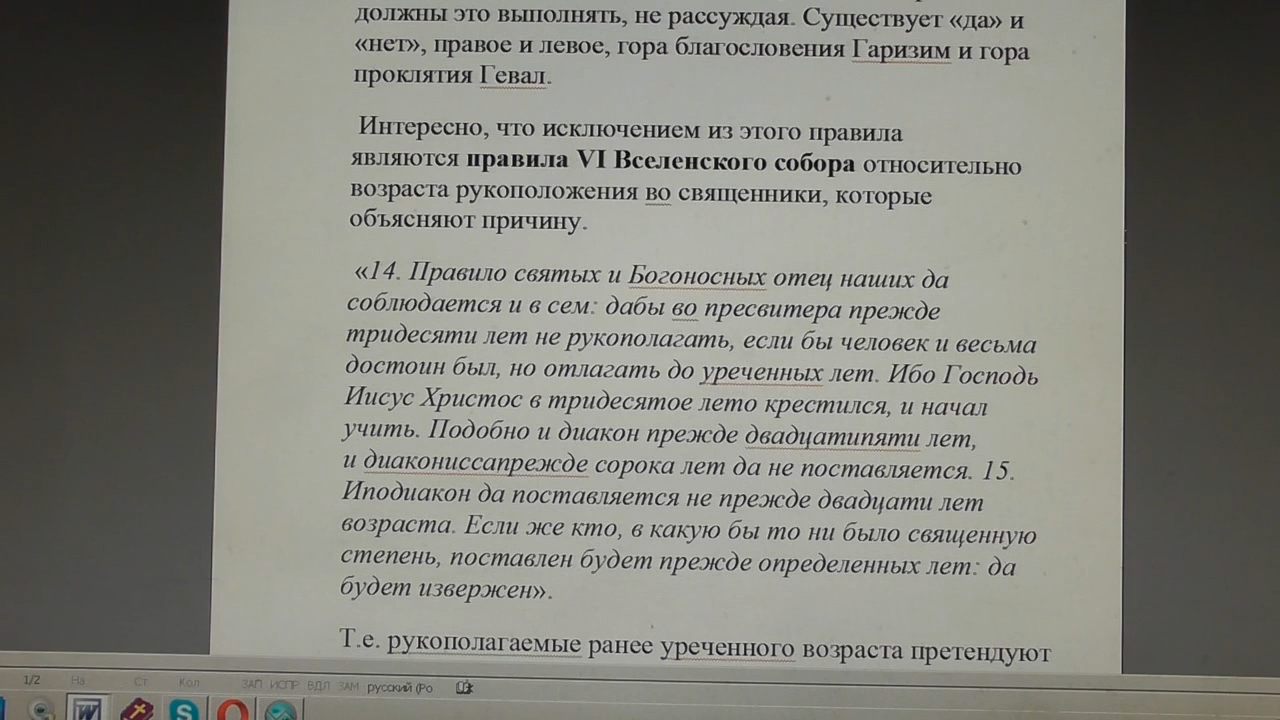 должны это выполнять, не рассуждая. Существует «да» и
«нет», правое и левое, гора благословения Гаризим и гора
проклятия Гевал.
Интересно, что исключением из этого правила
являются правила VI Вселенского собора относительно
возраста рукоположения во священники, которые
объясняют причину.
«14. Правило святых и Богоносных отец наших да
соблюдается и в сем: дабы во пресвитера прежде
тридесяти лет не рукополагать, если бы человек и весьма
достоин был, но отлагать до уреченных лет. Ибо Господь
Иисус Христос в тридесятое лето крестился, и начал
учить. Подобно и диакон прежде двадцатипяти лет,
и диакониссапрежде сорока лет да не поставляется. 15.
Иподиакон да поставляется не прежде двадцати лет
возраста. Если же кто, в какую бы то ни было священную
степень, поставлен будет прежде определенных лет: да
будет извержен».
Т.е. рукополагаемые ранее уреченного возраста претендуют
1/2 На Ст Кол ЗАП ИСПР ВДЛ ЗАМ русский (Ро